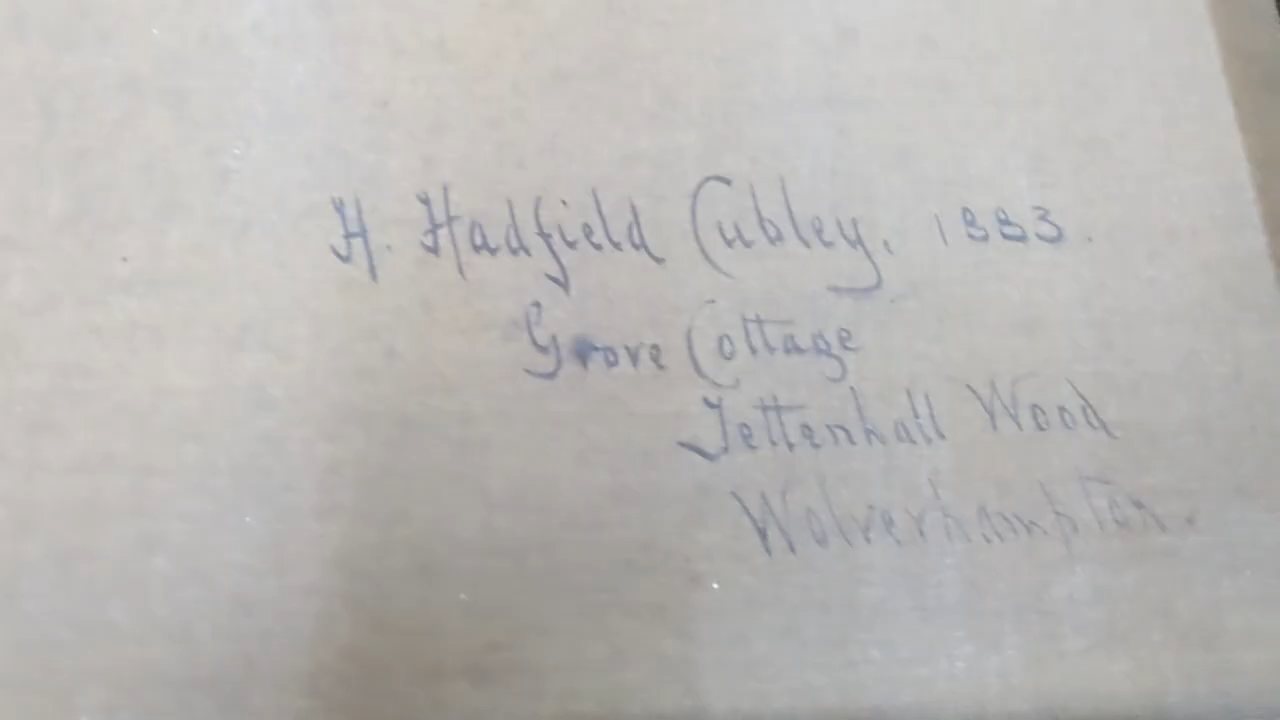 H. Hadfield Cubley. 1883.
Grove Cottage
Tettenhall Wood
Wolverhampton.